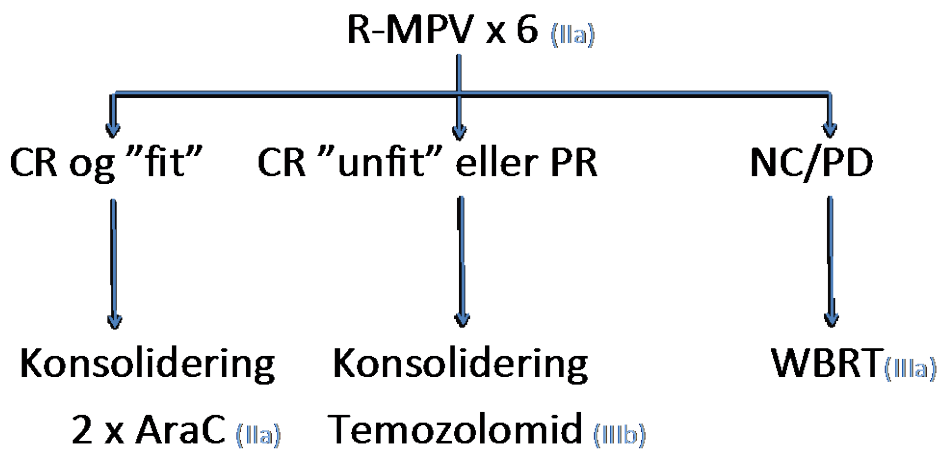 R-MPV x 6 (IIa)
CR og ”fit”
CR ”unfit” eller PR
NC/PD
Konsolidering
2 x AraC (IIa)
Konsolidering
Temozolomid (IIIb)
WBRT(IIIa)